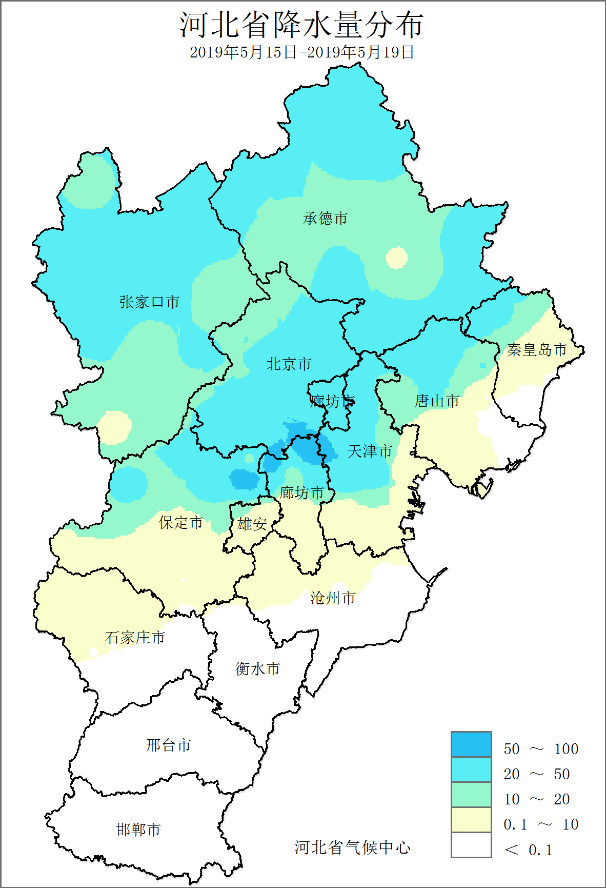 河北省降水量分布
2019年5月15日-2019年5月19日
承德市
张家口市
秦皇岛市
北京市
廊坊市
唐山市
天津市
廊坊市
保定市
雄安
沧州市
石家庄市
衡水市
邢台市
邯郸市
50 ～ 100
20 ～ 50
10 ～ 20
0.1 ～ 10
< 0.1
河北省气候中心